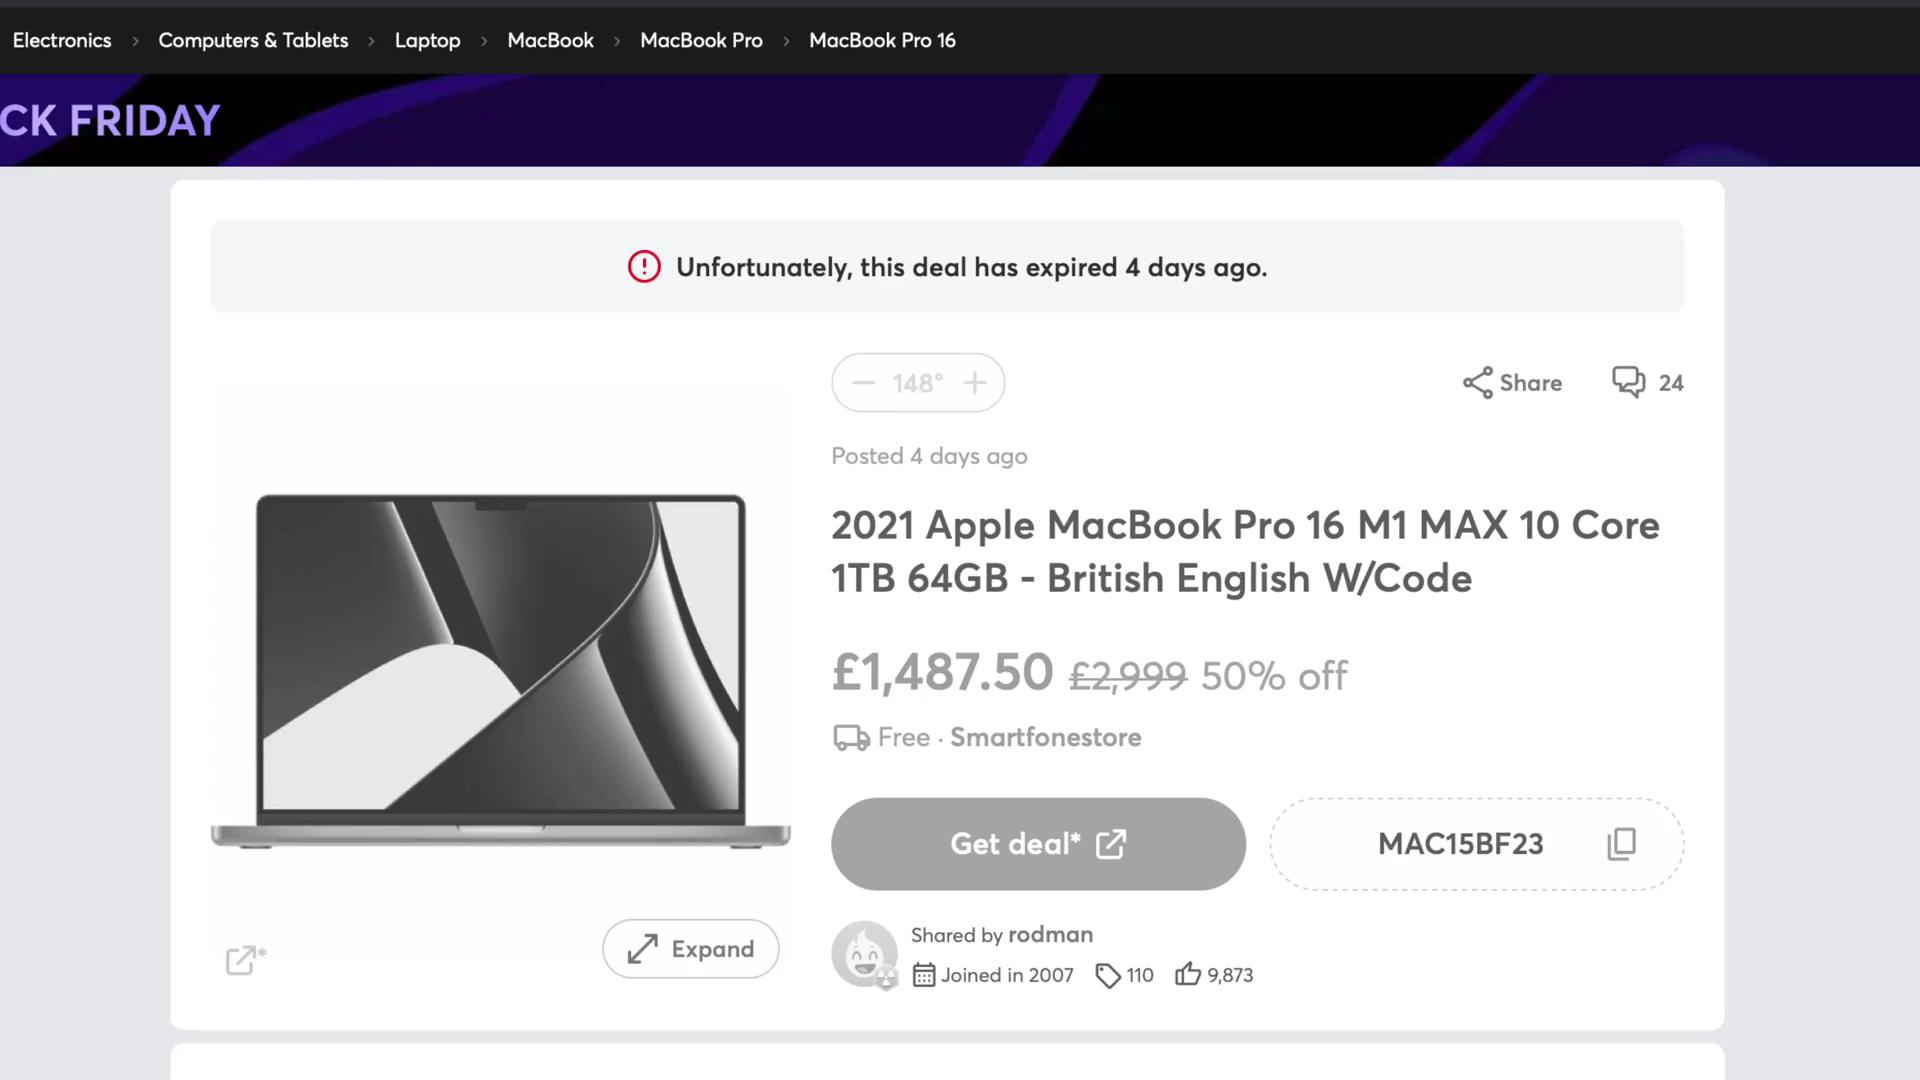 Electronics > Computers & Tablets > Laptop > MacBook > MacBook Pro > MacBook Pro 16
CK FRIDAY
Unfortunately, this deal has expired 4 days ago.
148°
Share
24
Posted 4 days ago
2021 Apple MacBook Pro 16 M1 MAX 10 Core
1TB 64GB - British English W/Code
£1,487.50 £2,999 50% off
Free · Smartfonestore
Get deal*
MAC15BF23
*
Expand
Shared by rodman
Joined in 2007 110 9,873